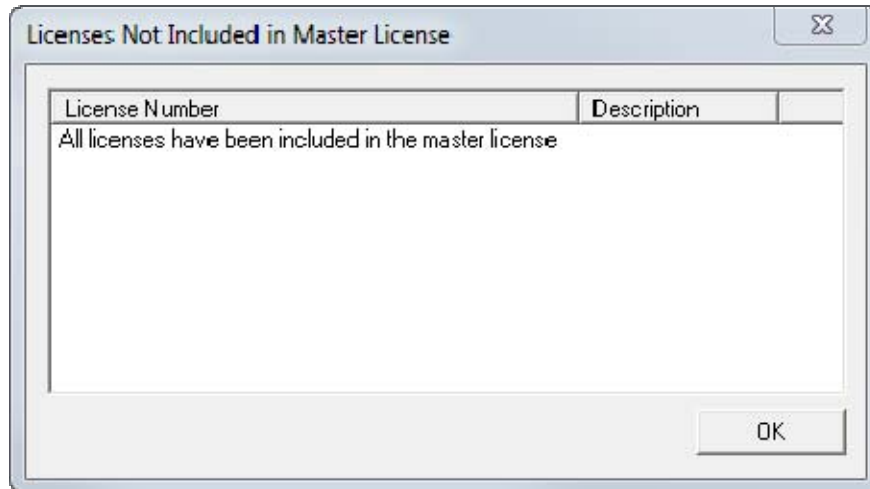 Licenses Not Included in Master License
License Number Description
All licenses have been included in the master license
OK